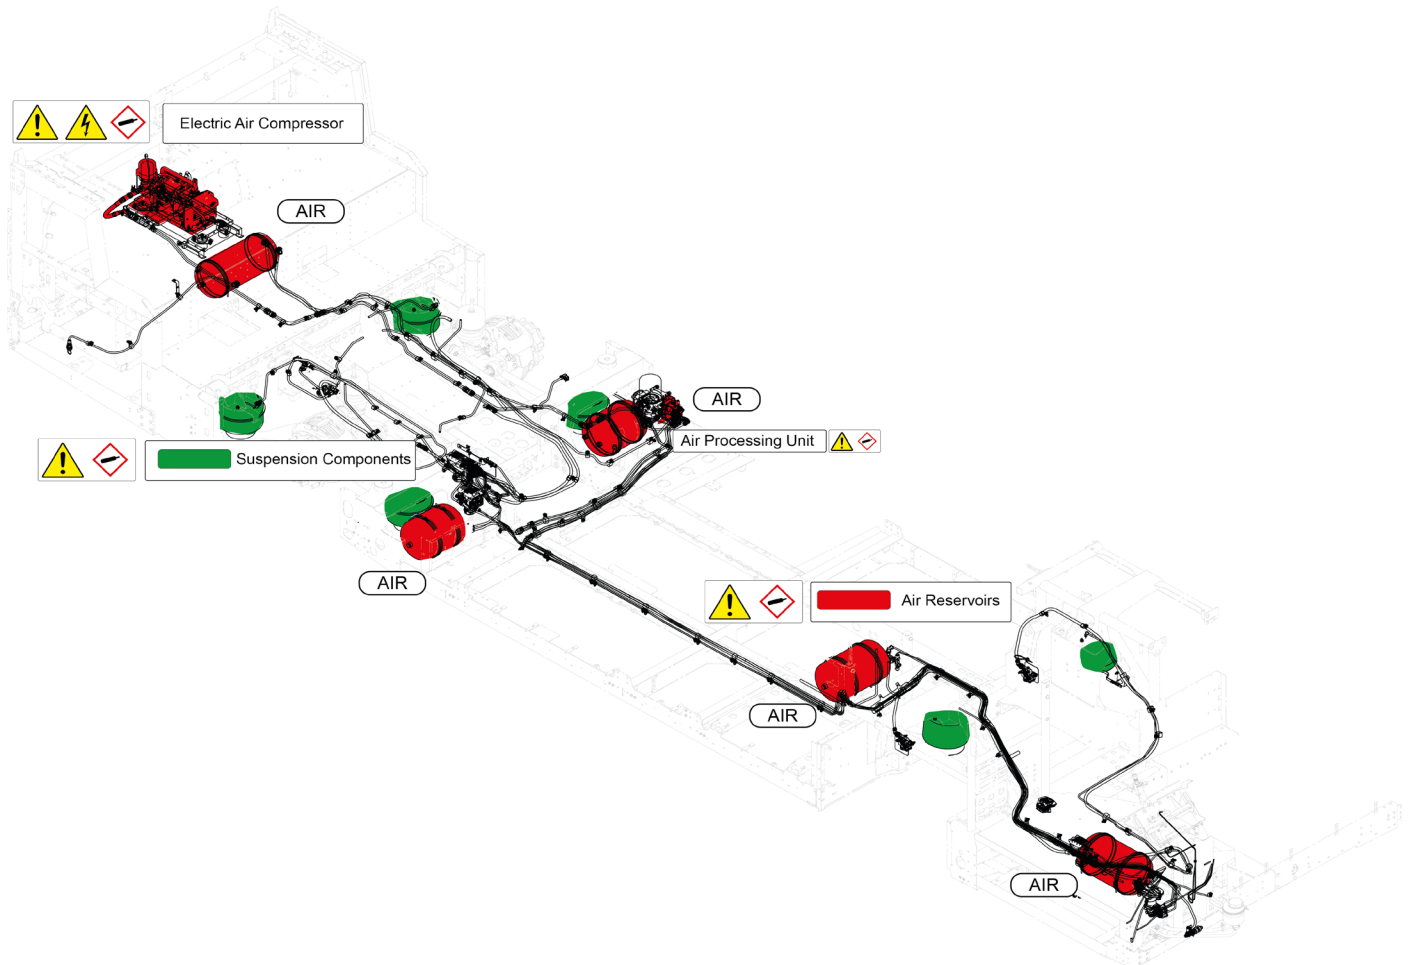 Electric Air Compressor
AIR
AIR
Air Processing Unit
Suspension Components
AIR
Air Reservoirs
AIR
AIR